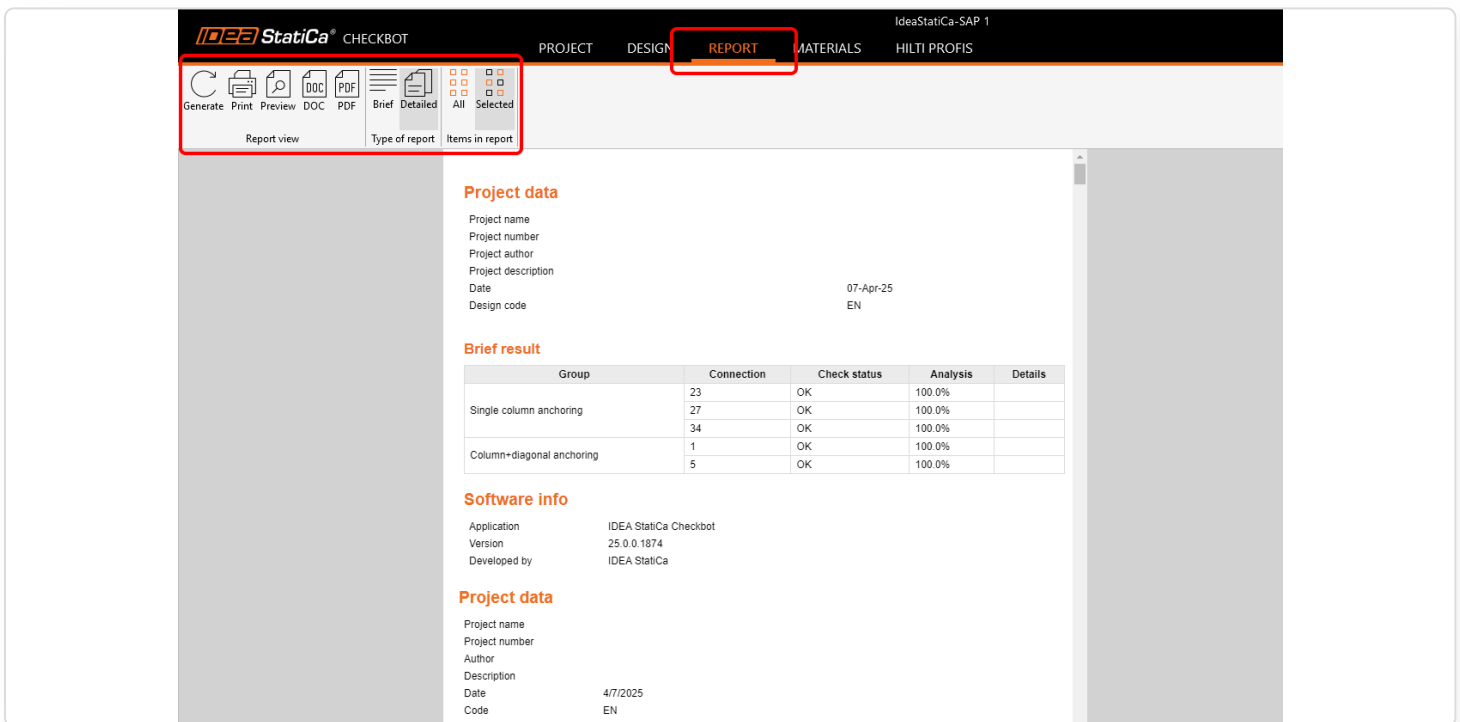 IdeaStatiCa-SAP 1
IDEA StatiCa® CHECKBOT
PROJECT DESIGN REPORT MATERIALS HILTI PROFIS
DOC PDF
Generate Print Preview DOC PDF Brief Detailed All Selected
Report view Type of report Items in report
Project data
Project name
Project number
Project author
Project description
Date 07-Apr-25
Design code EN
Brief result
Group Connection Check status Analysis Details
23 OK 100.0%
Single column anchoring 27 OK 100.0%
34 OK 100.0%
Column+diagonal anchoring 1 OK 100.0%
5 OK 100.0%
Software info
Application IDEA StatiCa Checkbot
Version 25.0.0.1874
Developed by IDEA StatiCa
Project data
Project name
Project number
Author
Description
Date 4/7/2025
Code EN